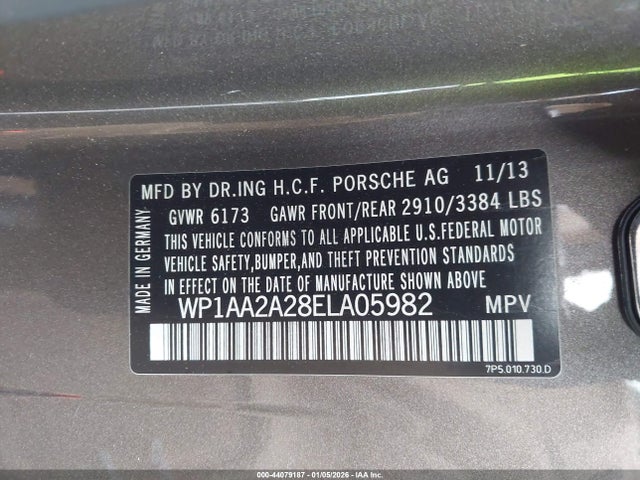 MFD BY DR.ING H.C.F. PORSCHE AG 11/13
GVWR 6173 GAWR FRONT/REAR 2910/3384 LBS
THIS VEHICLE CONFORMS TO ALL APPLICABLE U.S.FEDERAL MOTOR
VEHICLE SAFETY,BUMPER,AND THEFT PREVENTION STANDARDS
IN EFFECT ON THE DATE OF MANUFACTURE SHOWN ABOVE.
WP1AA2A28ELA05982 MPV
MADE IN GERMANY
7P5.010.730.D
000-44079187 - 01/05/2026 - IAA Inc.